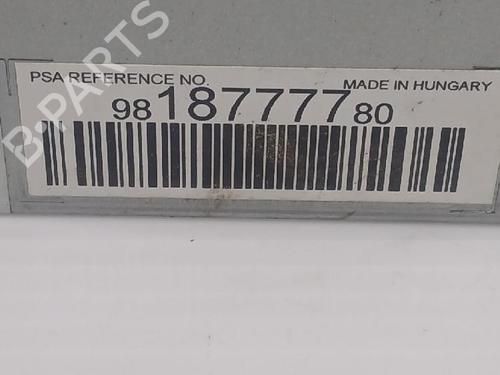 PSA REFERENCE NO. MADE IN HUNGARY
98 187777 80
B-PARTS